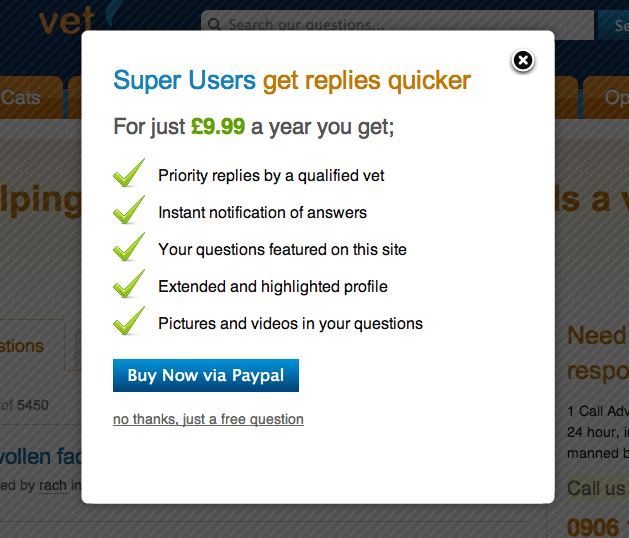 vet
Search our questions...
Se
Cats
Op
Super Users get replies quicker
For just £9.99 a year you get;
Priority replies by a qualified vet
Instant notification of answers
Your questions featured on this site
Extended and highlighted profile
Pictures and videos in your questions
Buy Now via Paypal
no thanks, just a free question
lping
ls a v
stions
of 5450
vollen fac
ed by rach in
Need
respo
1 Call Adv
24 hour, i
manned b
Call us
0906